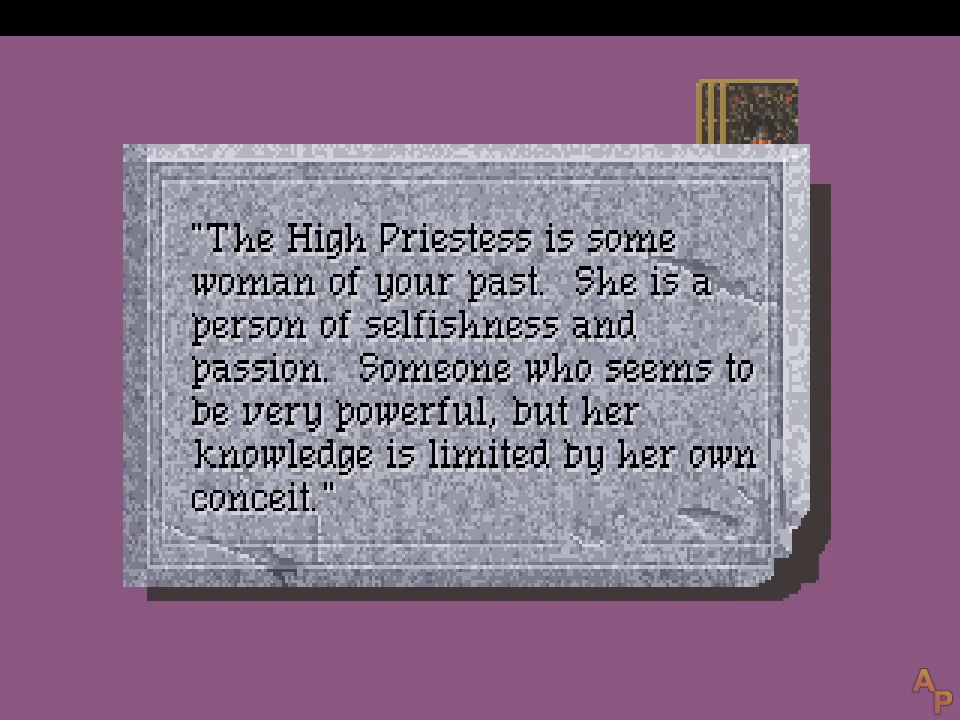 "The High Priestess is some
woman of your past.  She is a
person of selfishness and
passion.  Someone who seems to
be very powerful, but her
knowledge is limited by her own
conceit."
AP